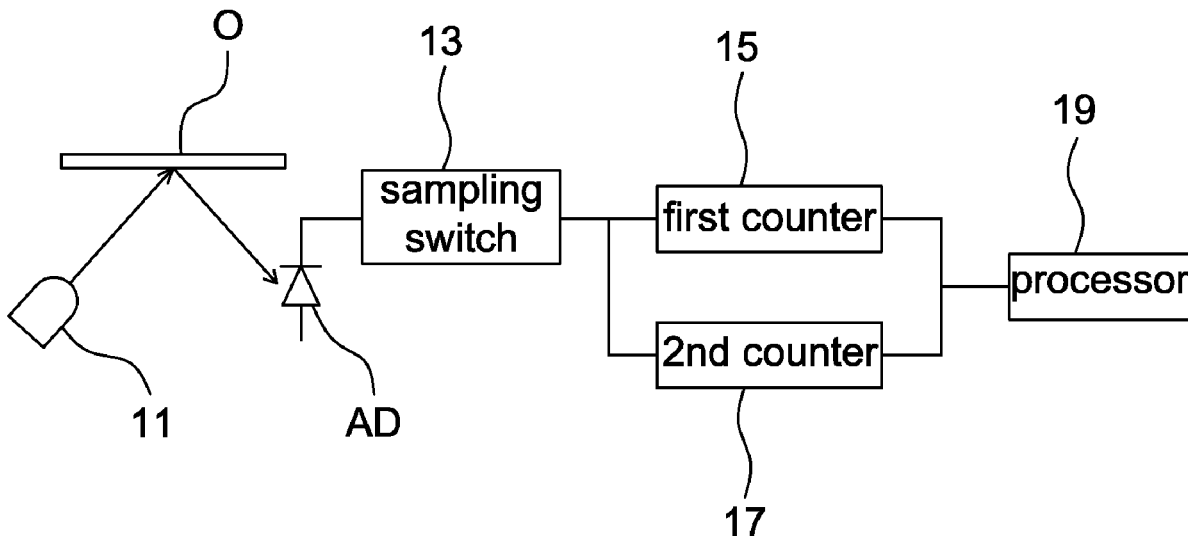 O
13
15
19
sampling
switch
first counter
processor
2nd counter
11
AD
17